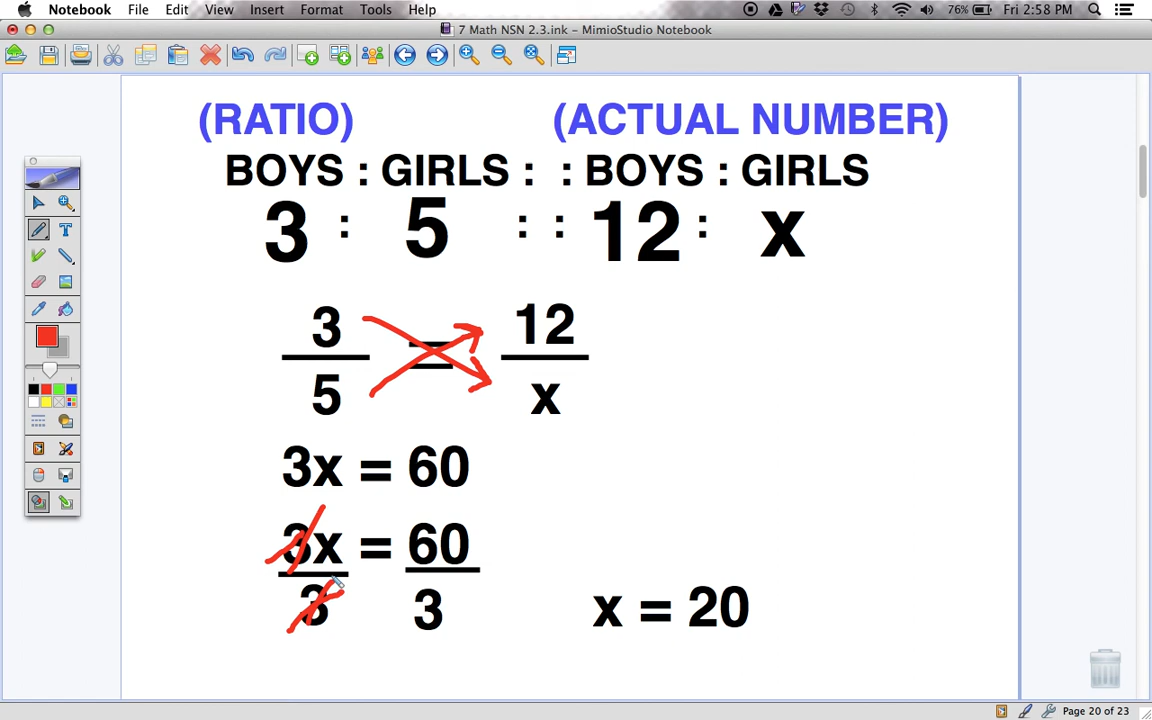 Notebook File Edit View Insert Format Tools Help 76% Fri 2:58 PM
7 Math NSN 2.3.ink – MimioStudio Notebook
(RATIO) (ACTUAL NUMBER)
BOYS : GIRLS : : BOYS : GIRLS
3 : 5 : : 12 : x
3 = 12
5 x
3x = 60
3x = 60
3 3
x = 20
T
Page 20 of 23